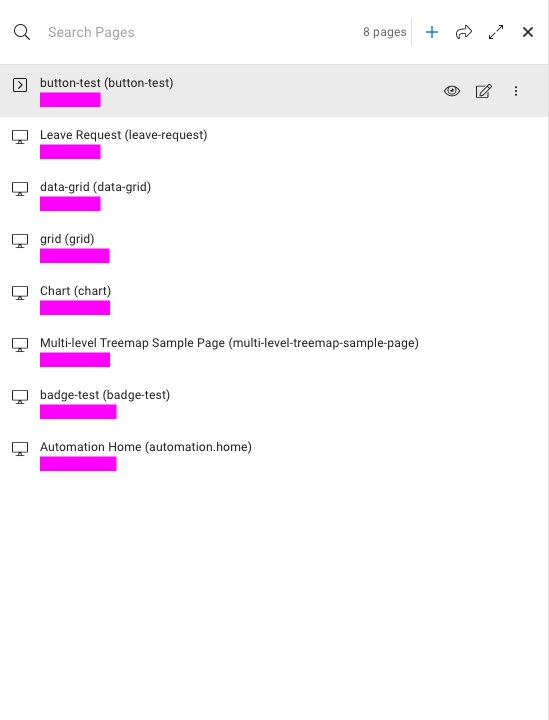 Search Pages
8 pages
button-test (button-test)
Leave Request (leave-request)
data-grid (data-grid)
grid (grid)
Chart (chart)
Multi-level Treemap Sample Page (multi-level-treemap-sample-page)
badge-test (badge-test)
Automation Home (automation.home)